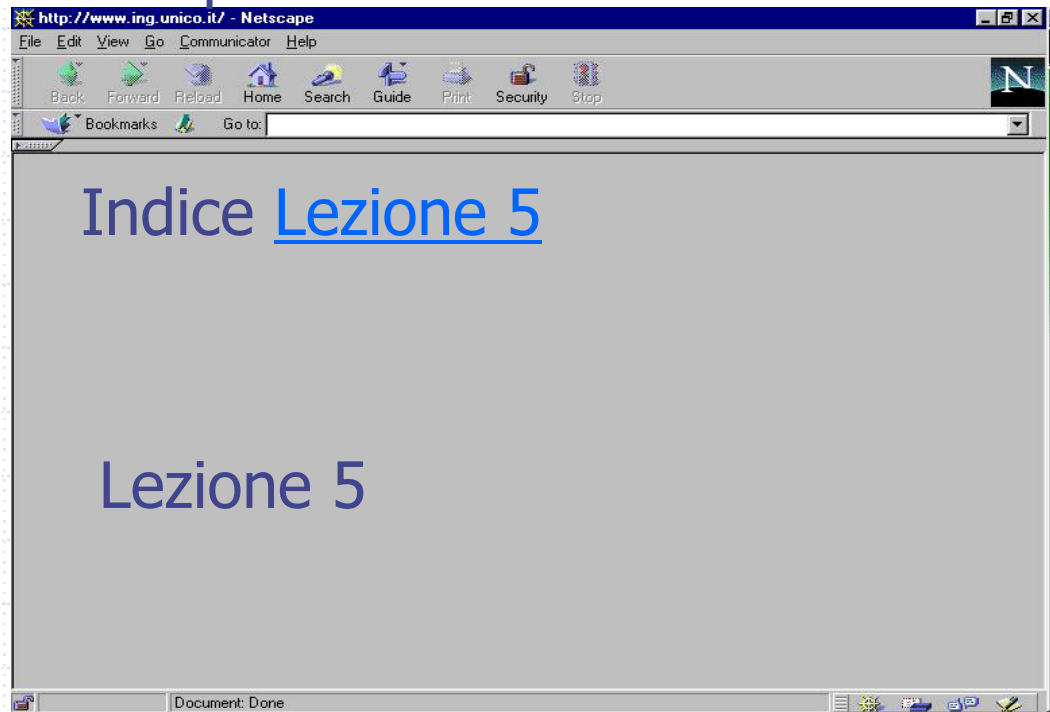 http://www.ing.unico.it/ - Netscape
File Edit View Go Communicator Help
Back Forward Reload Home Search Guide Print Security Stop
N
Bookmarks Go to:
Indice Lezione 5
Lezione 5
Document: Done